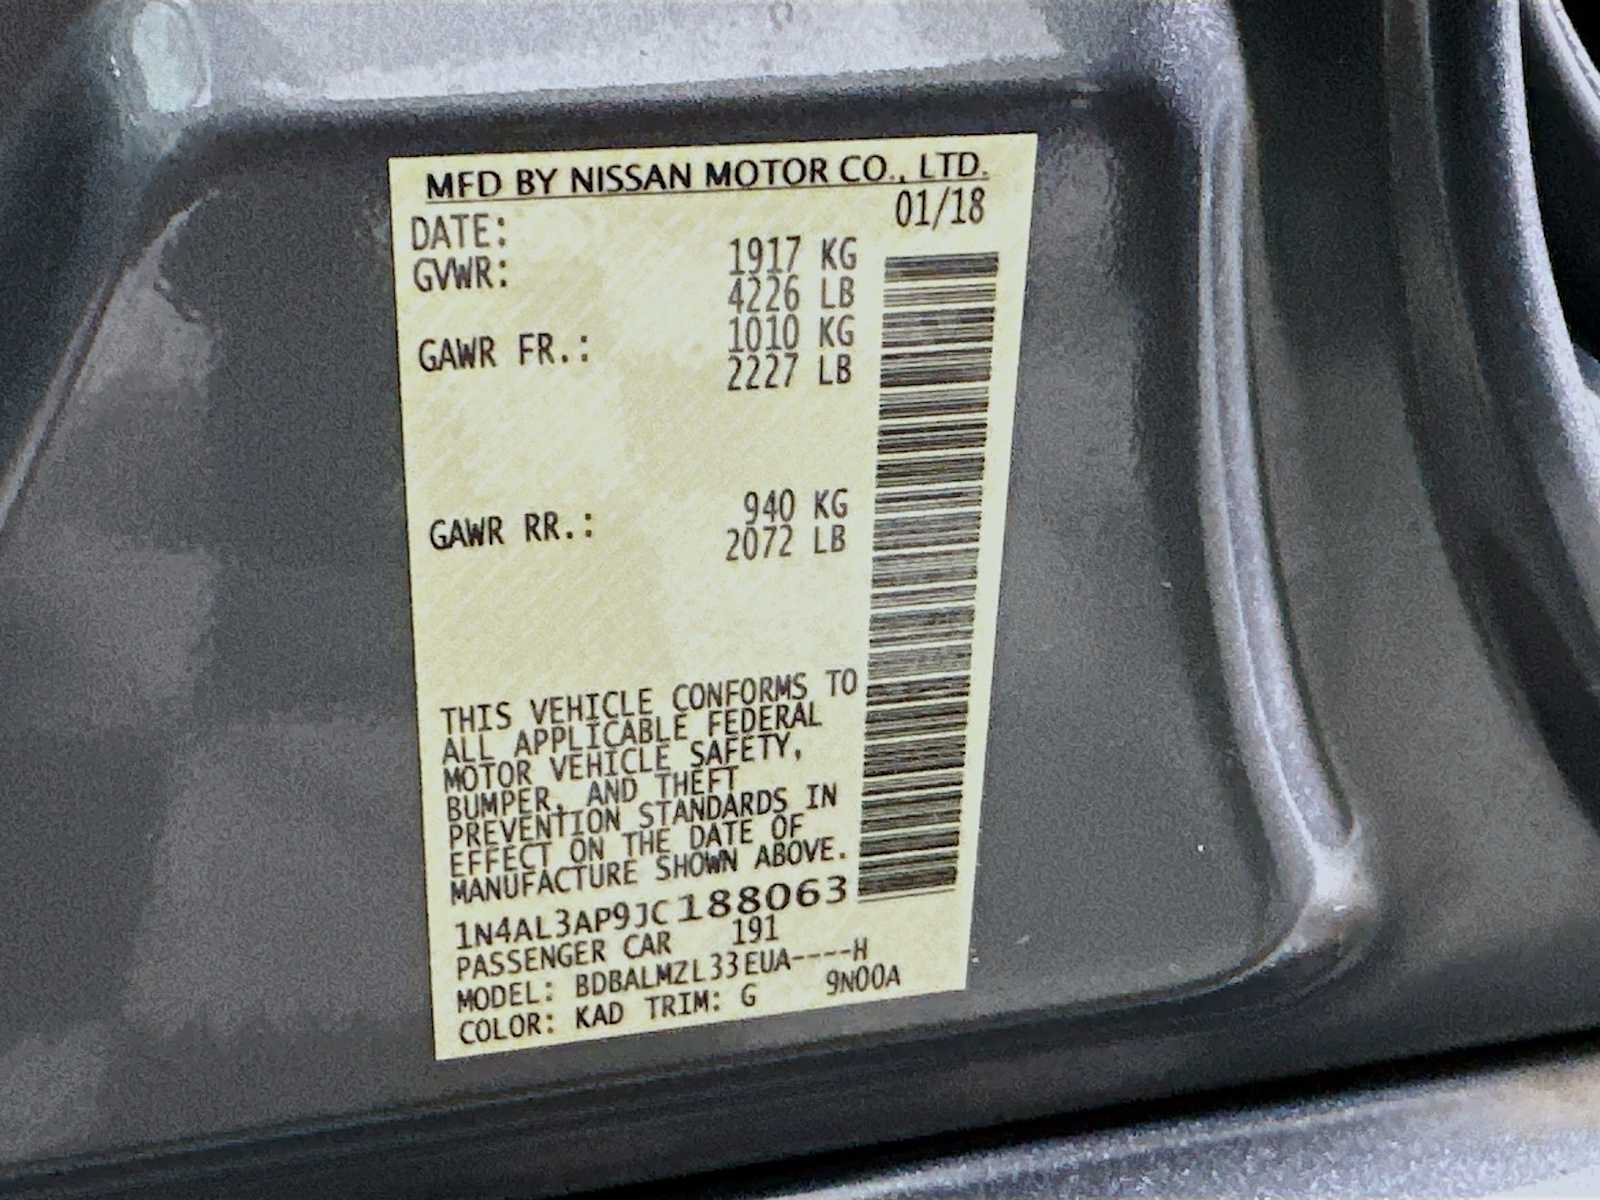 MFD BY NISSAN MOTOR CO., LTD.
DATE: 01/18
GVWR: 1917 KG
4226 LB
GAWR FR.: 1010 KG
2227 LB
GAWR RR.: 940 KG
2072 LB
THIS VEHICLE CONFORMS TO
ALL APPLICABLE FEDERAL
MOTOR VEHICLE SAFETY,
BUMPER, AND THEFT
PREVENTION STANDARDS IN
EFFECT ON THE DATE OF
MANUFACTURE SHOWN ABOVE.
1N4AL3AP9JC188063
PASSENGER CAR 191
MODEL: BDBALMZL33EUA----H
COLOR: KAD TRIM: G 9N00A